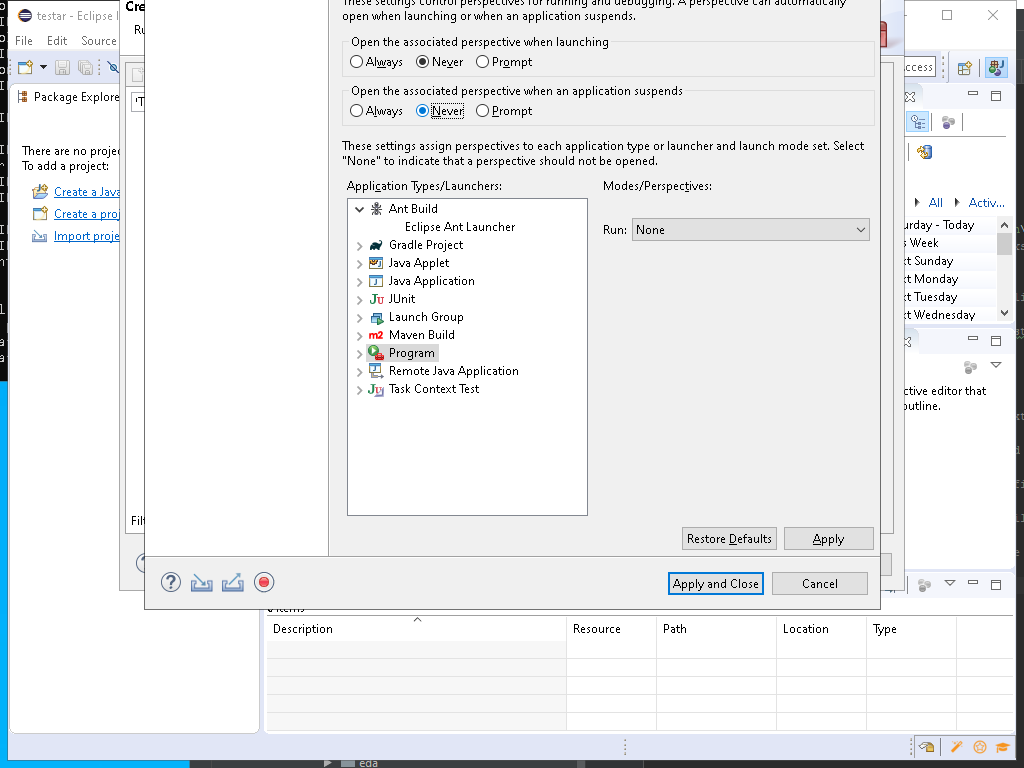 testar - Eclipse I
File Edit Source
Package Explore
There are no projec
To add a project:
Create a Java
Create a proj
Import proje
Cre
Ru
Filt
These settings control perspectives for running and debugging. A perspective can automatically
open when launching or when an application suspends.
Open the associated perspective when launching
Always Never Prompt
Open the associated perspective when an application suspends
Always Never Prompt
These settings assign perspectives to each application type or launcher and launch mode set. Select
"None" to indicate that a perspective should not be opened.
Application Types/Launchers:
Modes/Perspectives:
Ant Build
Eclipse Ant Launcher
Gradle Project
Java Applet
Java Application
JUnit
Launch Group
Maven Build
Program
Remote Java Application
Task Context Test
Run: None
Restore Defaults
Apply
Apply and Close
Cancel
ccess
All Activ...
urday - Today
s Week
xt Sunday
xt Monday
xt Tuesday
xt Wednesday
ctive editor that
outline.
Description Resource Path Location Type
eda